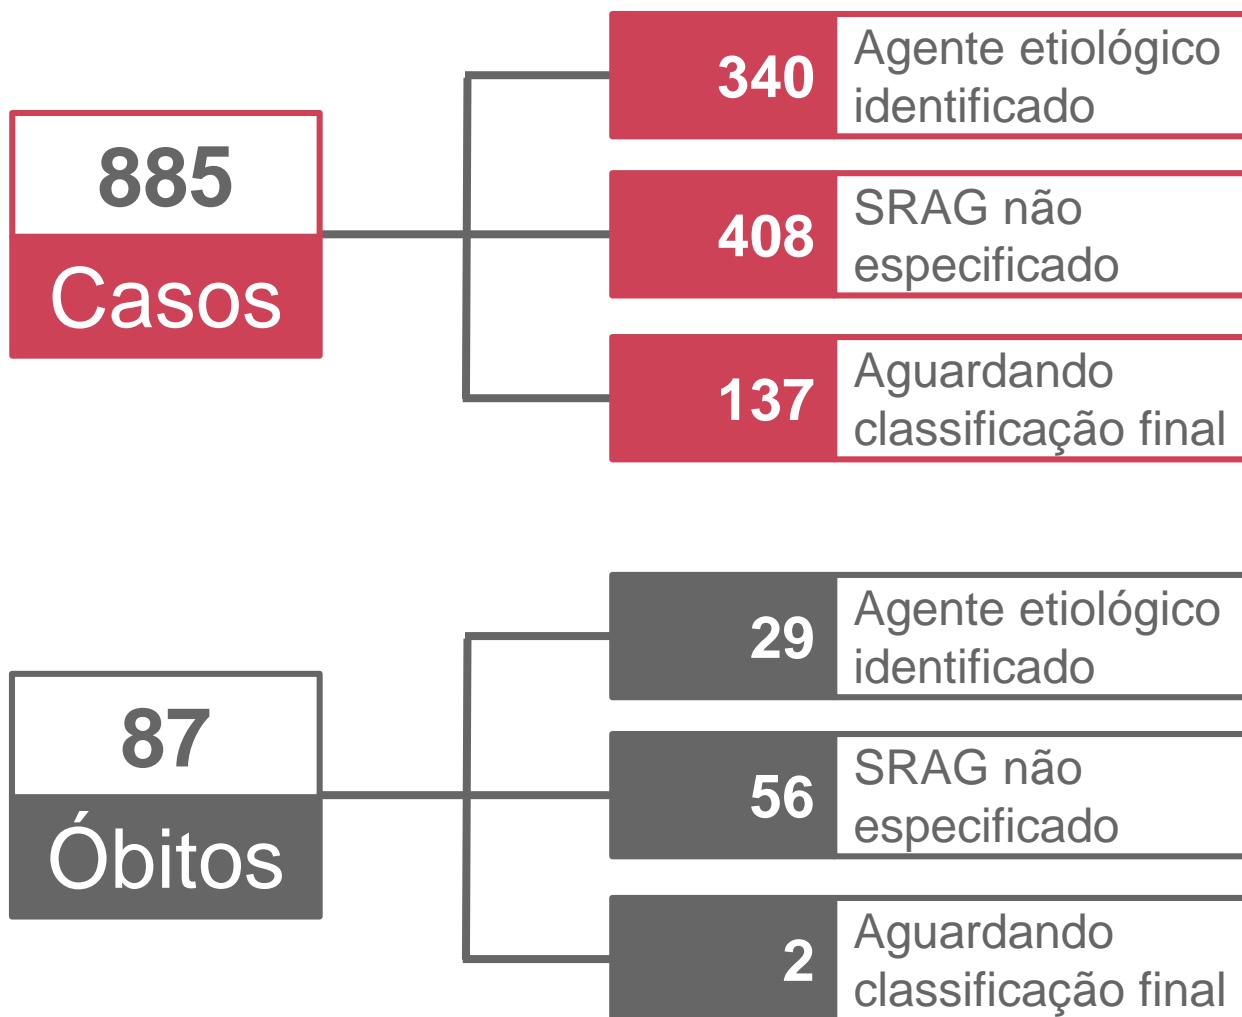 885
Casos
340
Agente etiológico
identificado
408
SRAG não
especificado
137
Aguardando
classificação final
87
Óbitos
29
Agente etiológico
identificado
56
SRAG não
especificado
2
Aguardando
classificação final